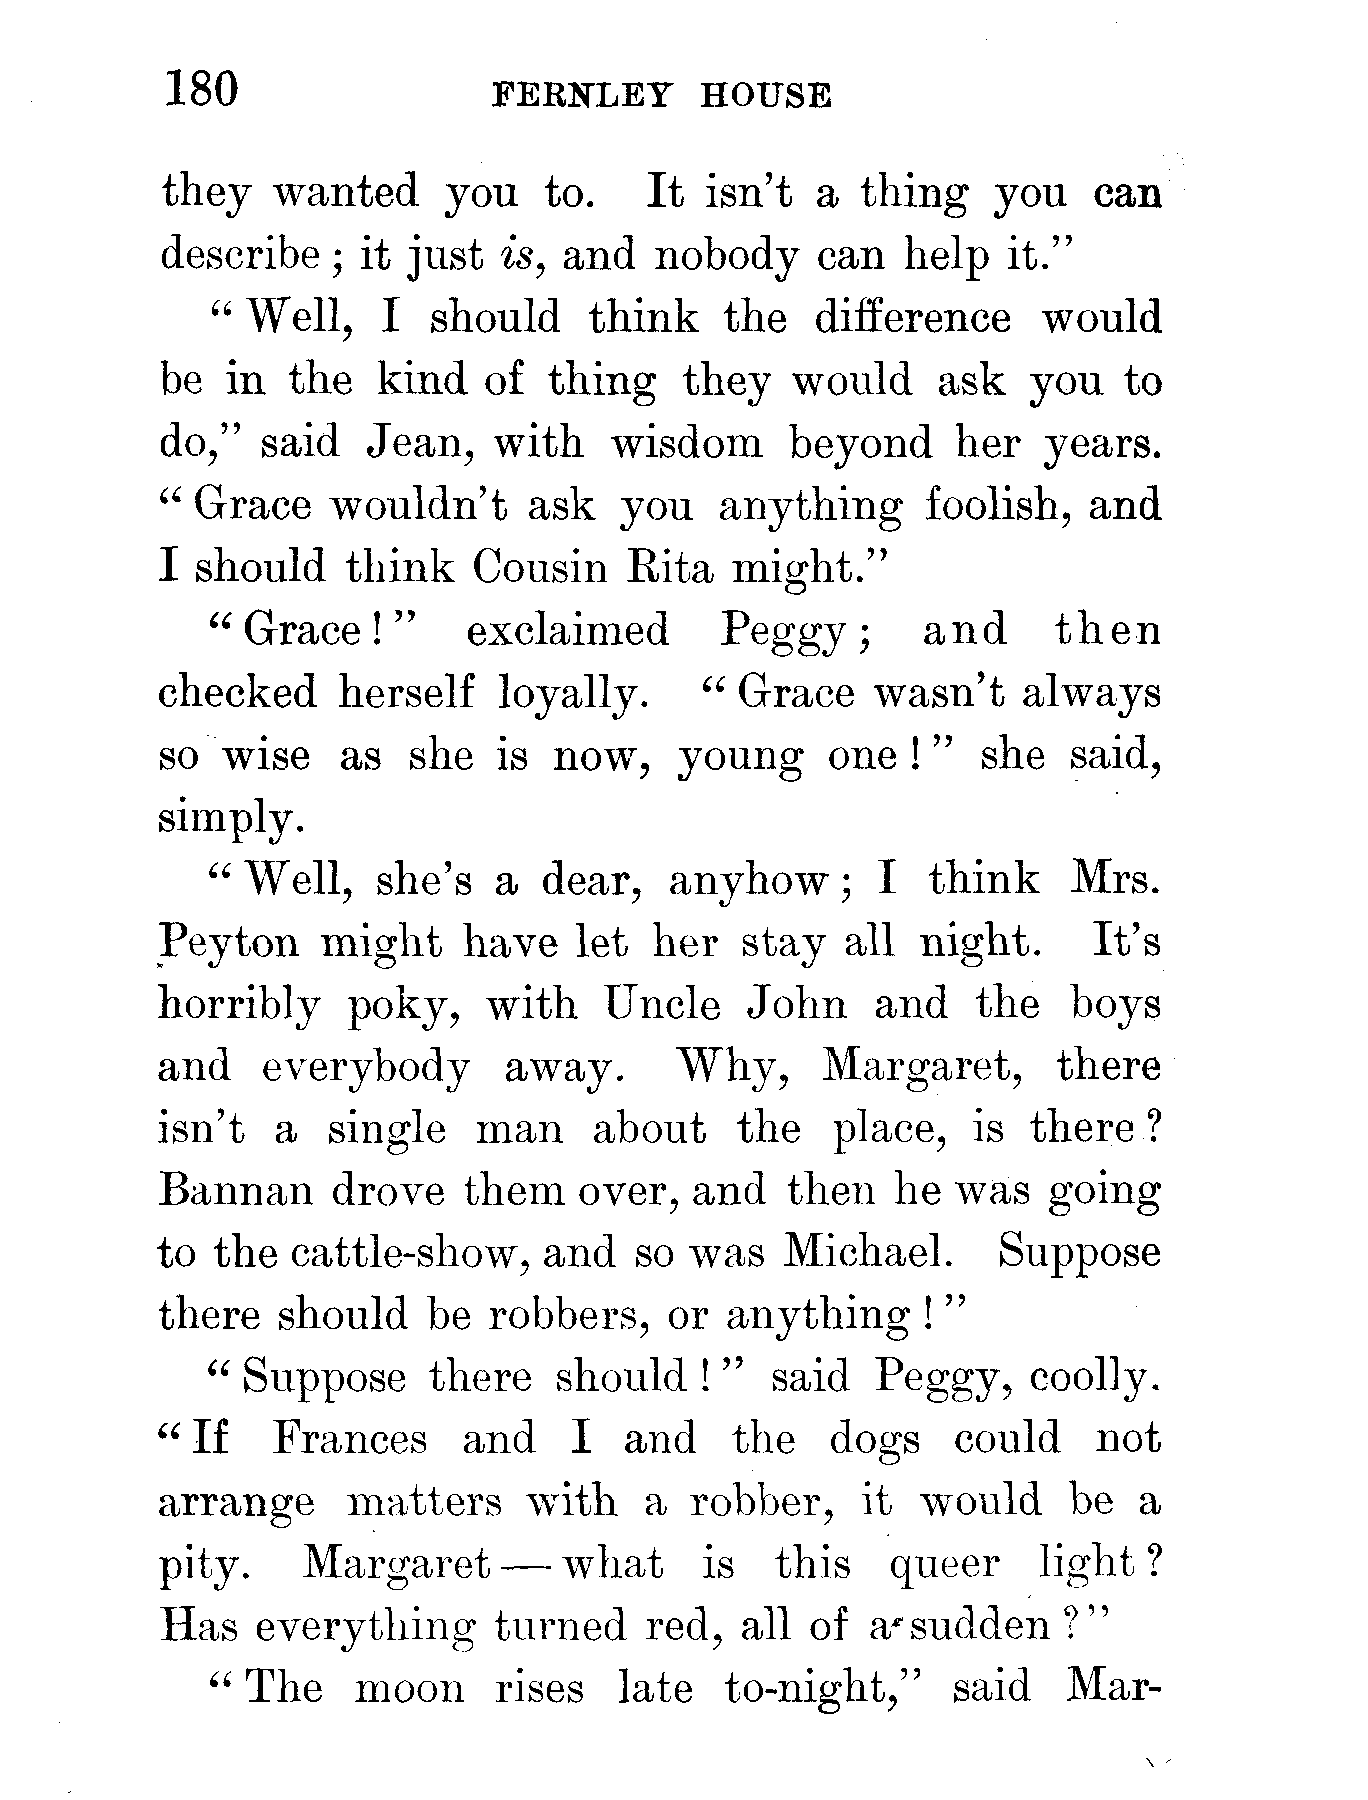 180 FERNLEY HOUSE
they wanted you to. It isn't a thing you can
describe; it just is, and nobody can help it."
"Well, I should think the difference would
be in the kind of thing they would ask you to
do," said Jean, with wisdom beyond her years.
"Grace wouldn't ask you anything foolish, and
I should think Cousin Rita might."
"Grace!" exclaimed Peggy; and then
checked herself loyally. "Grace wasn't always
so wise as she is now, young one!" she said,
simply.
"Well, she's a dear, anyhow; I think Mrs.
Peyton might have let her stay all night. It's
horribly poky, with Uncle John and the boys
and everybody away. Why, Margaret, there
isn't a single man about the place, is there?
Bannan drove them over, and then he was going
to the cattle-show, and so was Michael. Suppose
there should be robbers, or anything!"
"Suppose there should!" said Peggy, coolly.
"If Frances and I and the dogs could not
arrange matters with a robber, it would be a
pity. Margaret — what is this queer light?
Has everything turned red, all of a sudden?"
"The moon rises late to-night," said Mar-